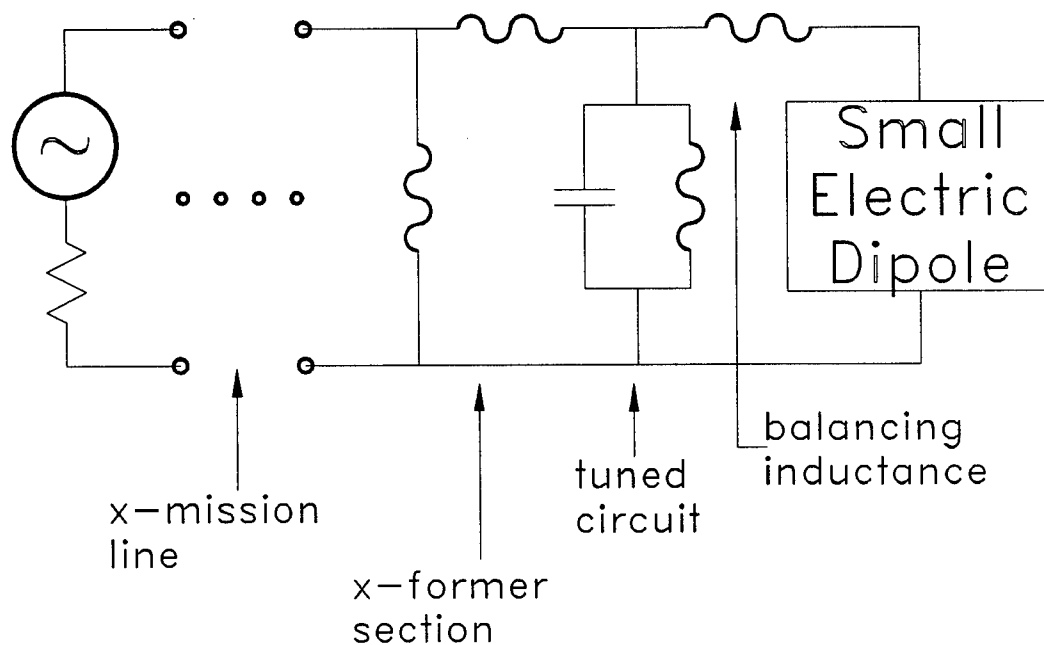 ~
Small
Electric
Dipole
balancing
inductance
tuned
circuit
x-mission
line
x-former
section